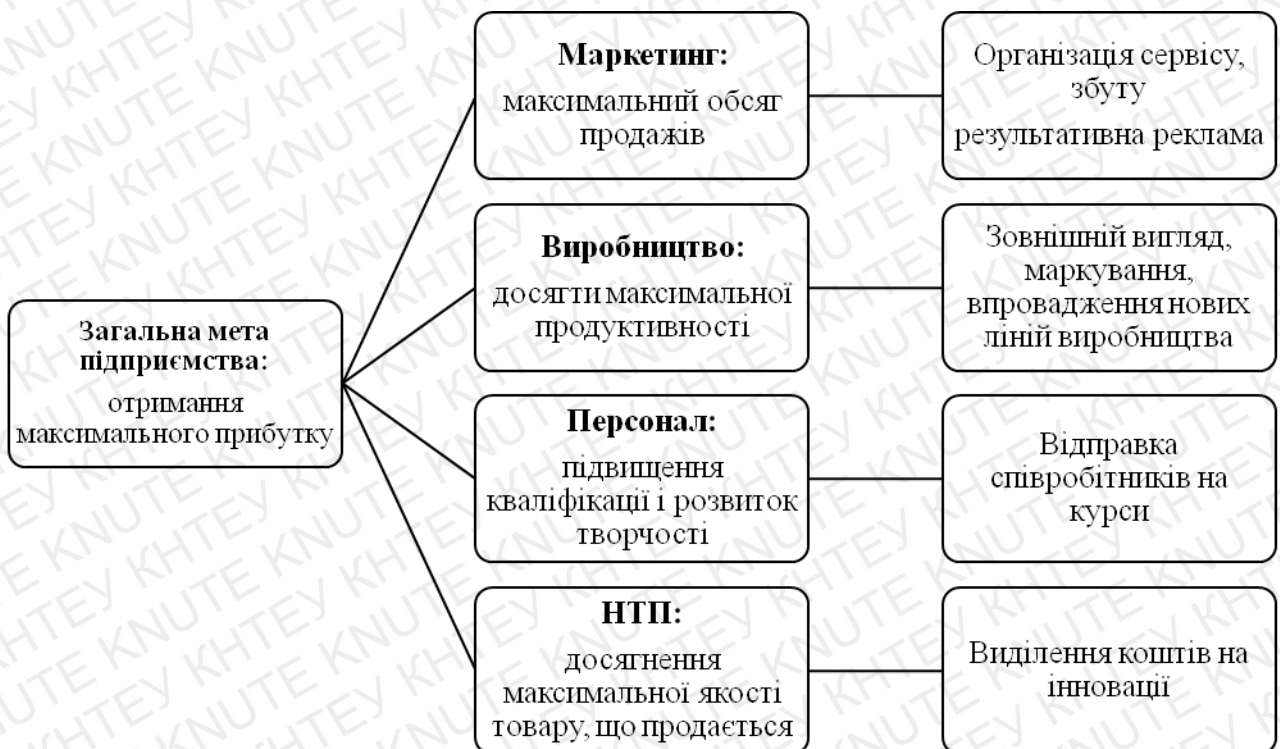 Загальна мета
підприємства:
отримання
максимального прибутку
Маркетинг:
максимальний обсяг
продажів
Організація сервісу,
збуту
результативна реклама
Виробництво:
досягти максимальної
продуктивності
Зовнішній вигляд,
маркування,
впровадження нових
ліній виробництва
Персонал:
підвищення
кваліфікації і розвиток
творчості
Відправка
співробітників на
курси
НТП:
досягнення
максимальної якості
товару, що продається
Виділення коштів на
інновації